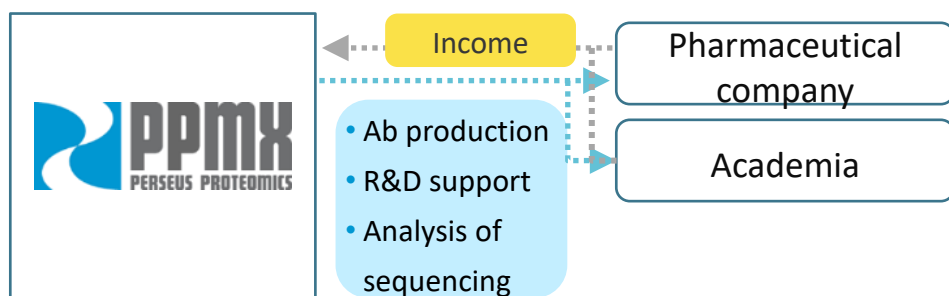 Income
Pharmaceutical
company
PPMX
PERSEUS PROTEOMICS
• Ab production
• R&D support
• Analysis of
sequencing
Academia